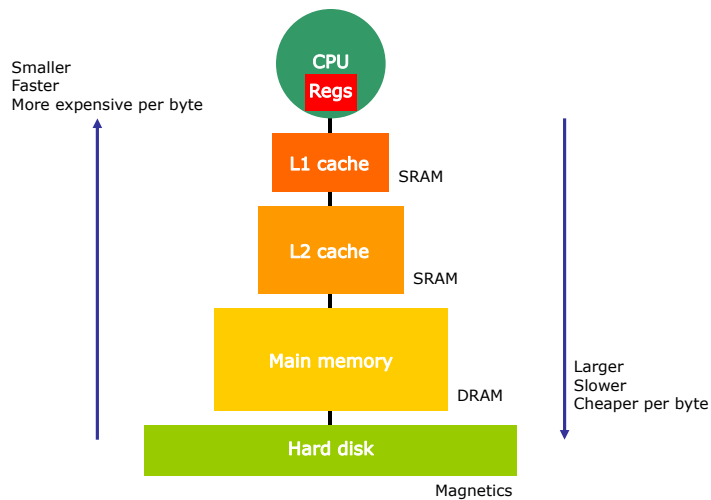 CPU
Regs
Smaller
Faster
More expensive per byte
L1 cache
SRAM
L2 cache
SRAM
Main memory
DRAM
Larger
Slower
Cheaper per byte
Hard disk
Magnetics